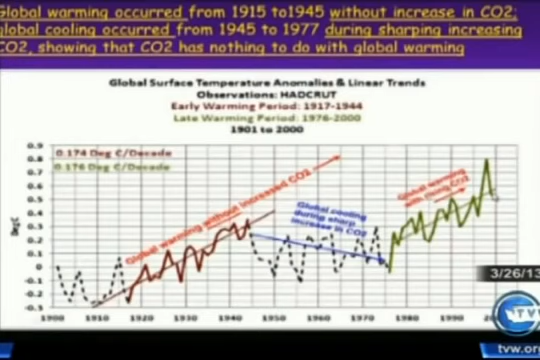 Global warming occurred from 1915 to1945 without increase in CO2;
global cooling occurred from 1945 to 1977 during sharping increasing
CO2, showing that CO2 has nothing to do with global warming
Global Surface Temperature Anomalies & Linear Trends
Observations: HADCRUT
Early Warming Period: 1917-1944
Late Warming Period: 1976-2000
1901 to 2000
0.174 Deg C/Decade
0.176 Deg C/Decade
Global warming without increased CO2
Global cooling
during sharp
increase in CO2
Global warming
with rising CO2
DegC
0.9
0.8
0.7
0.6
0.5
0.4
0.3
0.2
0.1
0
-0.1
-0.2
-0.3
1900 1910 1920 1930 1940 1950 1960 1970 1980 1990
3/26/13
TVW
tvw.org